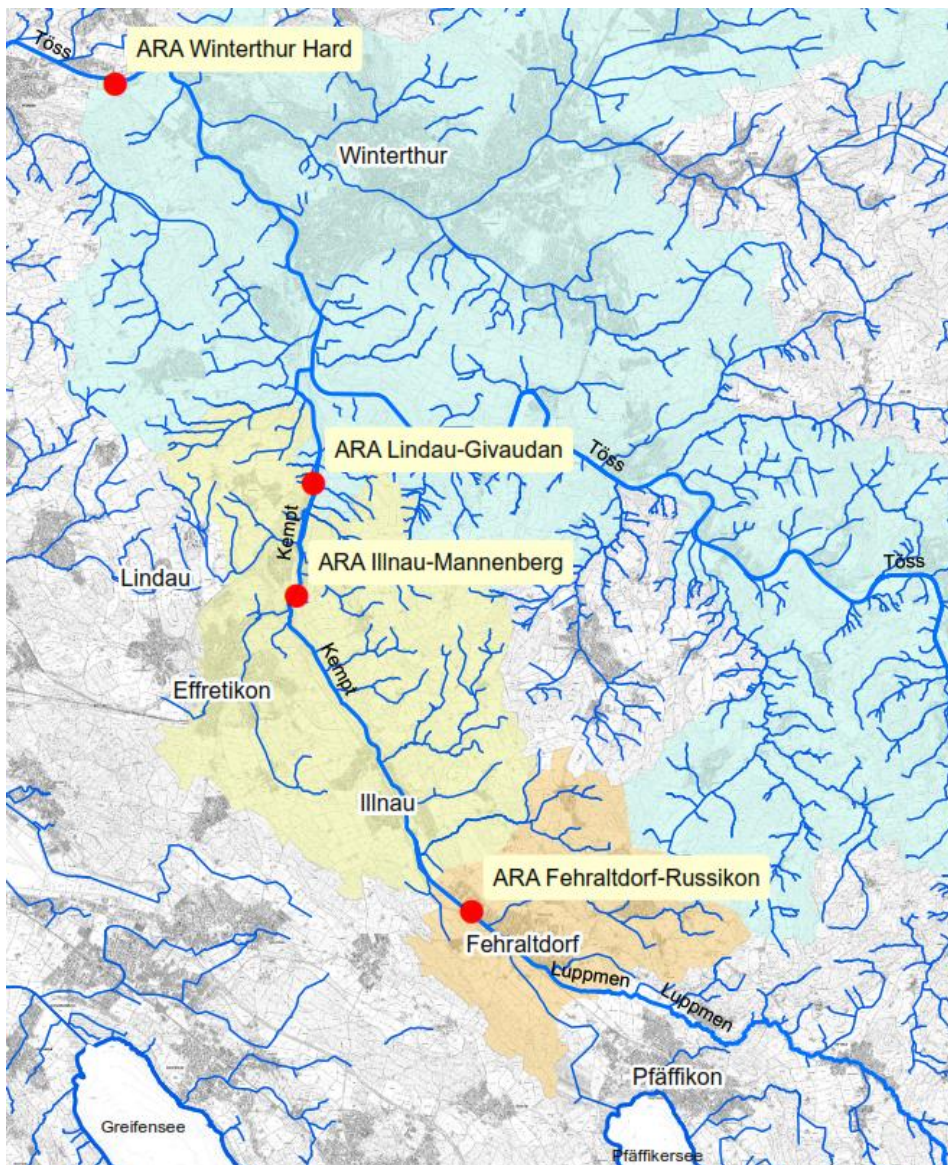 Töss
ARA Winterthur Hard
Winterthur
ARA Lindau-Givaudan
Töss
Kempt
ARA Illnau-Mannenberg
Töss
Lindau
Kempt
Effretikon
Illnau
ARA Fehraltdorf-Russikon
Fehraltdorf
Luppmen
Luppmen
Pfäffikon
Greifensee
Pfäffikersee